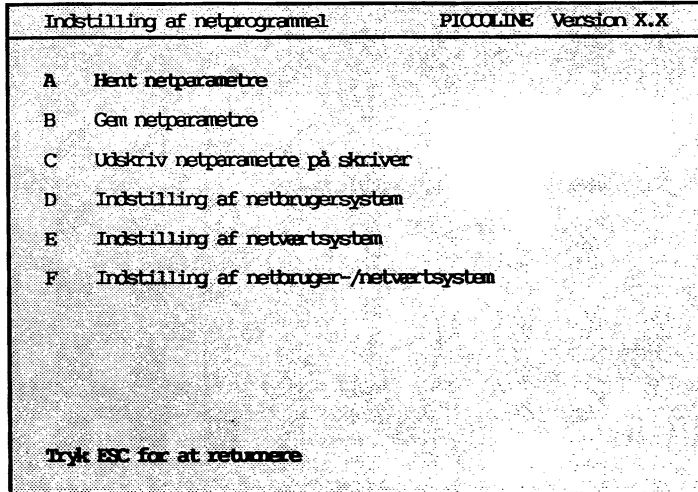 Indstilling af netprogrammel PICCOLINE Version X.X
A Hent netparametre
B Gem netparametre
C Udskriv netparametre på skriver
D Indstilling af netbrugersystem
E Indstilling af netværtsystem
F Indstilling af netbruger-/netværtsystem
Tryk ESC for at returnere